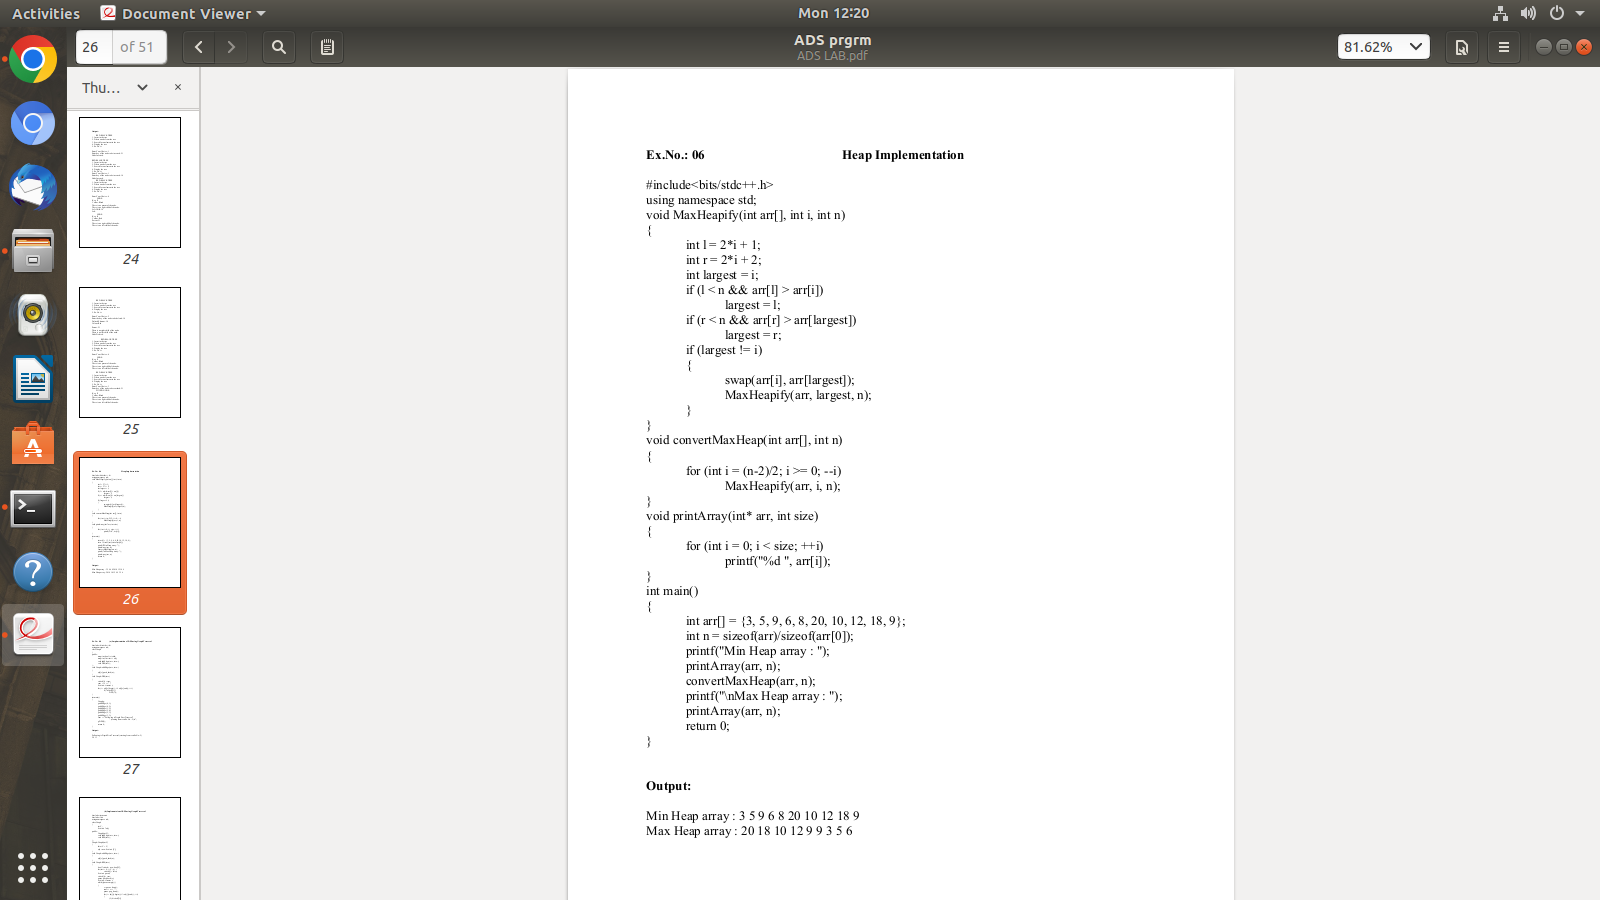 Activities
Document Viewer
Mon 12:20
26
of 51
ADS prgrm
ADS LAB.pdf
81.62%
Thu...
24
25
26
27
Ex.No.: 06 Heap Implementation
#include<bits/stdc++.h>
using namespace std;
void MaxHeapify(int arr[], int i, int n)
{
int l = 2*i + 1;
int r = 2*i + 2;
int largest = i;
if (l < n && arr[l] > arr[i])
largest = l;
if (r < n && arr[r] > arr[largest])
largest = r;
if (largest != i)
{
swap(arr[i], arr[largest]);
MaxHeapify(arr, largest, n);
}
}
void convertMaxHeap(int arr[], int n)
{
for (int i = (n-2)/2; i >= 0; --i)
MaxHeapify(arr, i, n);
}
void printArray(int* arr, int size)
{
for (int i = 0; i < size; ++i)
printf("%d ", arr[i]);
}
int main()
{
int arr[] = {3, 5, 9, 6, 8, 20, 10, 12, 18, 9};
int n = sizeof(arr)/sizeof(arr[0]);
printf("Min Heap array : ");
printArray(arr, n);
convertMaxHeap(arr, n);
printf("\nMax Heap array : ");
printArray(arr, n);
return 0;
}
Output:
Min Heap array : 3 5 9 6 8 20 10 12 18 9
Max Heap array : 20 18 10 12 9 9 3 5 6